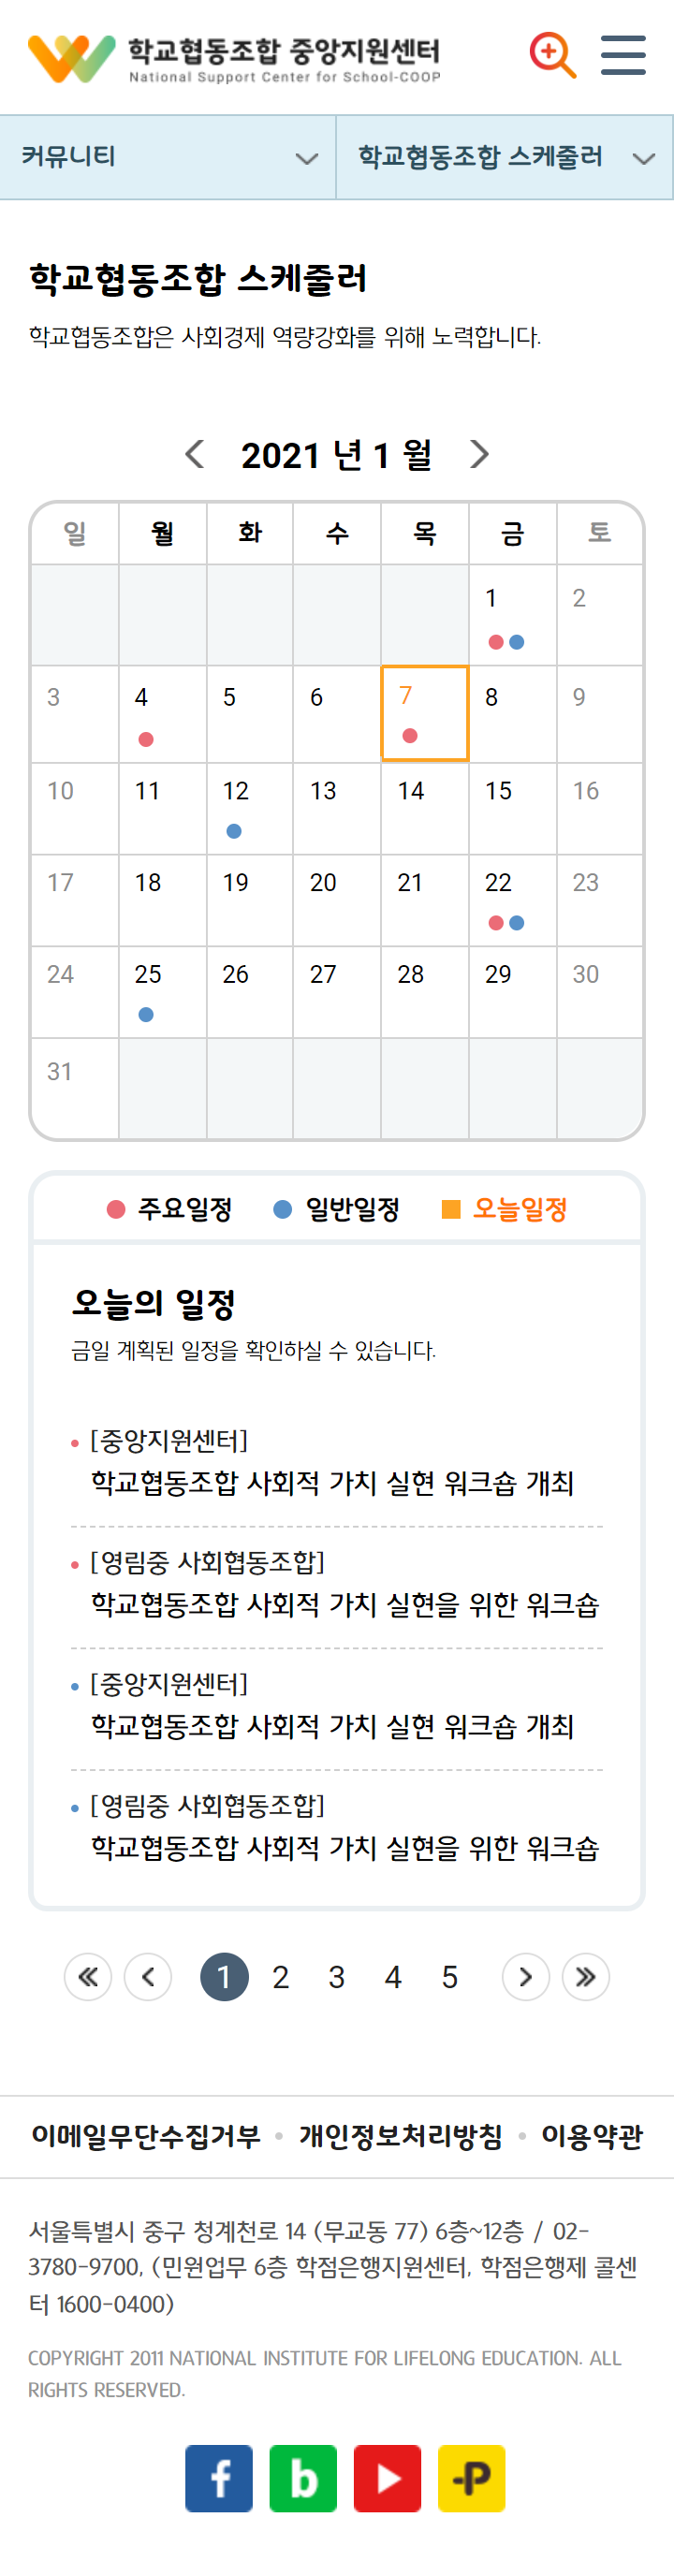 학교협동조합 중앙지원센터
National Support Center for School-COOP
커뮤니티
학교협동조합 스케줄러
학교협동조합 스케줄러
학교협동조합은 사회경제 역량강화를 위해 노력합니다.
2021 년 1 월
일 월 화 수 목 금 토
1 2
3 4 5 6 7 8 9
10 11 12 13 14 15 16
17 18 19 20 21 22 23
24 25 26 27 28 29 30
31
주요일정 일반일정 오늘일정
오늘의 일정
금일 계획된 일정을 확인하실 수 있습니다.
[중앙지원센터]
학교협동조합 사회적 가치 실현 워크숍 개최
[영림중 사회협동조합]
학교협동조합 사회적 가치 실현을 위한 워크숍
[중앙지원센터]
학교협동조합 사회적 가치 실현 워크숍 개최
[영림중 사회협동조합]
학교협동조합 사회적 가치 실현을 위한 워크숍
1 2 3 4 5
이메일무단수집거부 • 개인정보처리방침 • 이용약관
서울특별시 중구 청계천로 14 (무교동 77) 6층~12층 / 02-
3780-9700, (민원업무 6층 학점은행지원센터, 학점은행제 콜센
터 1600-0400)
COPYRIGHT 2011 NATIONAL INSTITUTE FOR LIFELONG EDUCATION. ALL
RIGHTS RESERVED.
f b -P